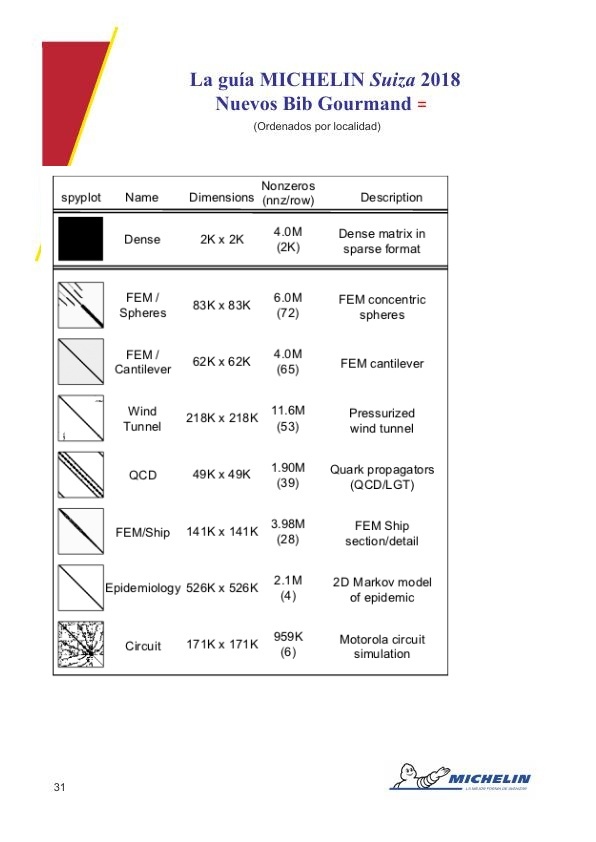 La guía MICHELIN Suiza 2018
Nuevos Bib Gourmand =
(Ordenados por localidad)
spyplot Name Dimensions Nonzeros (nnz/row) Description
Dense 2K x 2K 4.0M (2K) Dense matrix in sparse format
FEM / Spheres 83K x 83K 6.0M (72) FEM concentric spheres
FEM / Cantilever 62K x 62K 4.0M (65) FEM cantilever
Wind Tunnel 218K x 218K 11.6M (53) Pressurized wind tunnel
QCD 49K x 49K 1.90M (39) Quark propagators (QCD/LGT)
FEM/Ship 141K x 141K 3.98M (28) FEM Ship section/detail
Epidemiology 526K x 526K 2.1M (4) 2D Markov model of epidemic
Circuit 171K x 171K 959K (6) Motorola circuit simulation
31
MICHELIN
LA MEJOR FORMA DE AVANZAR